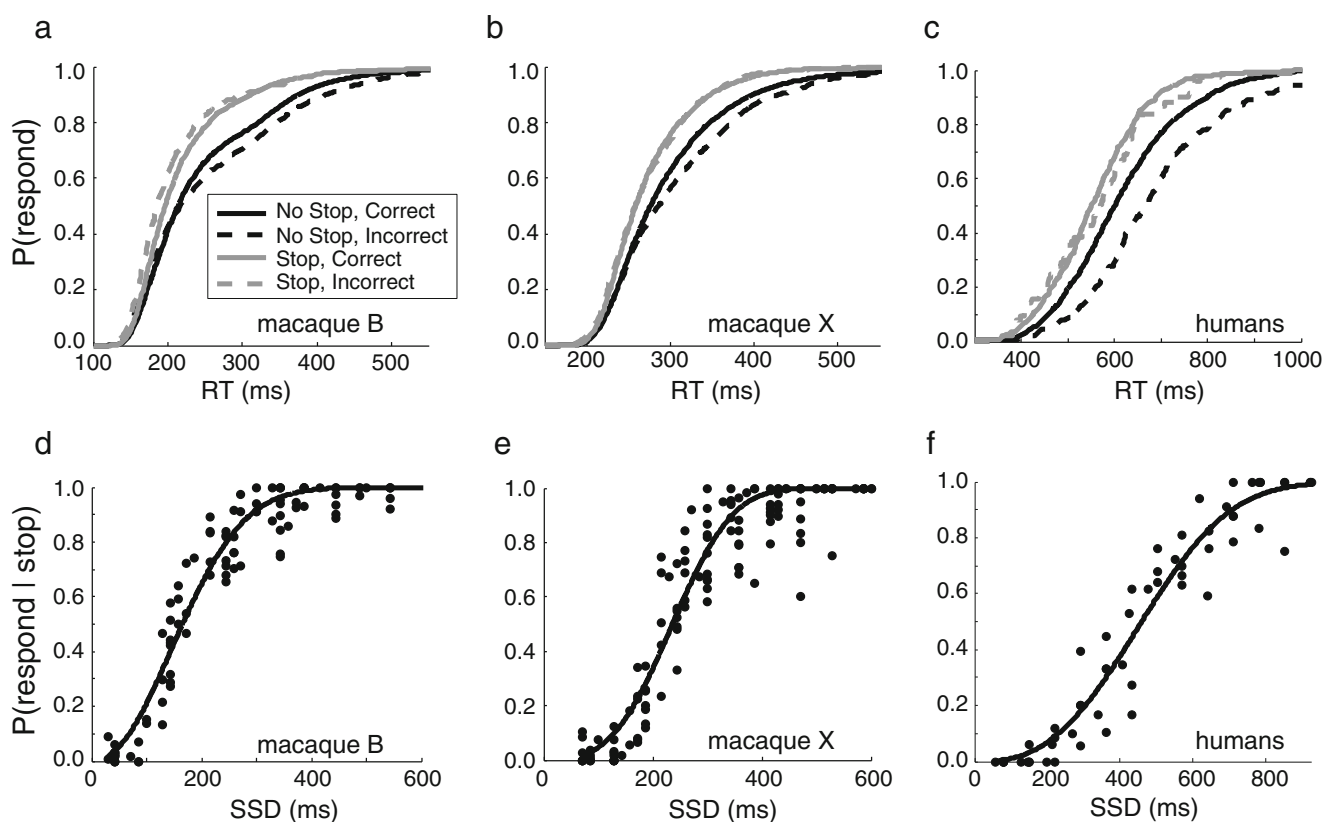 a
b
c
1.0
0.8
0.6
0.4
0.2
0.0
P(respond)
No Stop, Correct
No Stop, Incorrect
Stop, Correct
Stop, Incorrect
macaque B
100 200 300 400 500
RT (ms)
1.0
0.8
0.6
0.4
0.2
0.0
macaque X
200 300 400 500
RT (ms)
1.0
0.8
0.6
0.4
0.2
0.0
humans
400 600 800 1000
RT (ms)
d
e
f
1.0
0.8
0.6
0.4
0.2
0.0
P(respond | stop)
macaque B
0 200 400 600
SSD (ms)
1.0
0.8
0.6
0.4
0.2
0.0
macaque X
0 200 400 600
SSD (ms)
1.0
0.8
0.6
0.4
0.2
0.0
humans
0 200 400 600 800
SSD (ms)